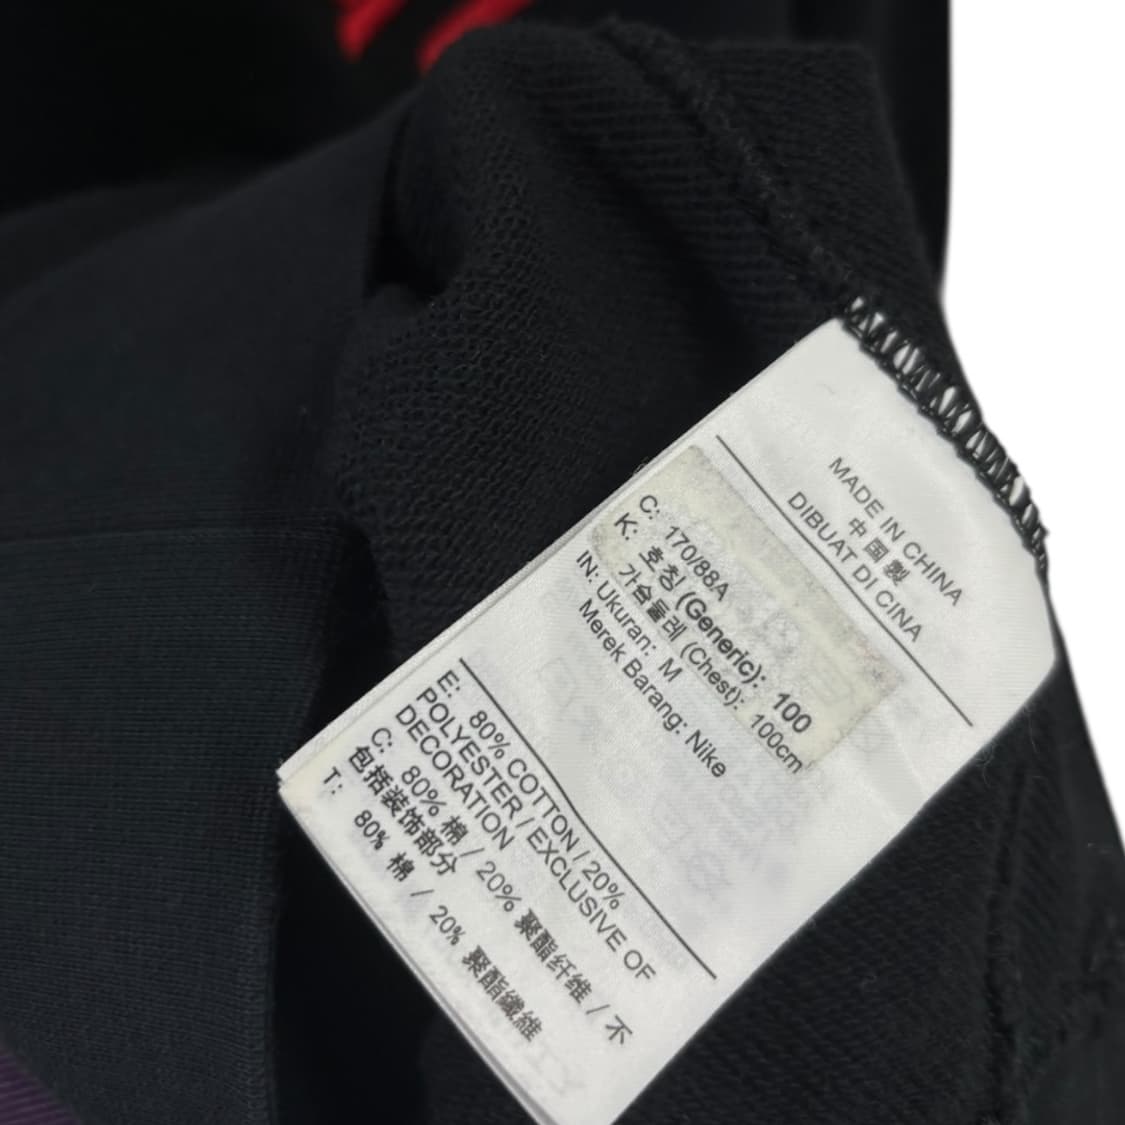 MADE IN CHINA
中国製
DIBUAT DI CINA
C: 170/88A
K: 호칭 (Generic): 100
가슴둘레 (Chest): 100cm
IN: Ukuran: M
Merek Barang: Nike
E: 80% COTTON / 20%
POLYESTER / EXCLUSIVE OF
DECORATION
C: 80% 棉 / 20% 聚酯纤维 / 不
包括装饰部分
T: 80% 棉 / 20% 聚酯纖維